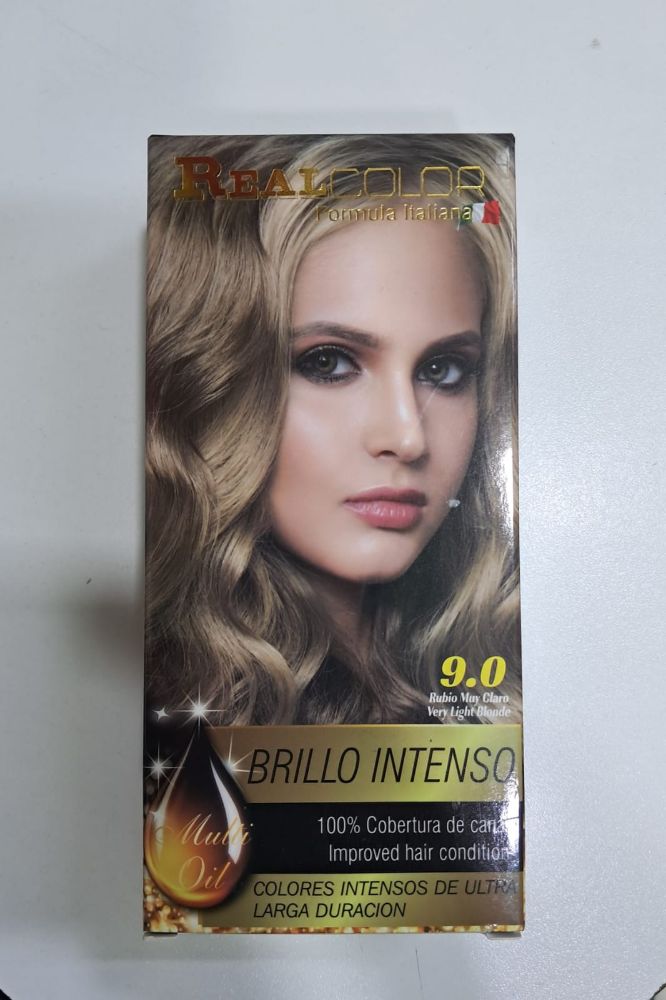 REALCOLOR
Formula Italiana
9.0
Rubio Muy Claro
Very Light Blonde
BRILLO INTENSO
Multi
Oil
100% Cobertura de
Improved hair condition
COLORES INTENSOS DE ULTRA
LARGA DURACION